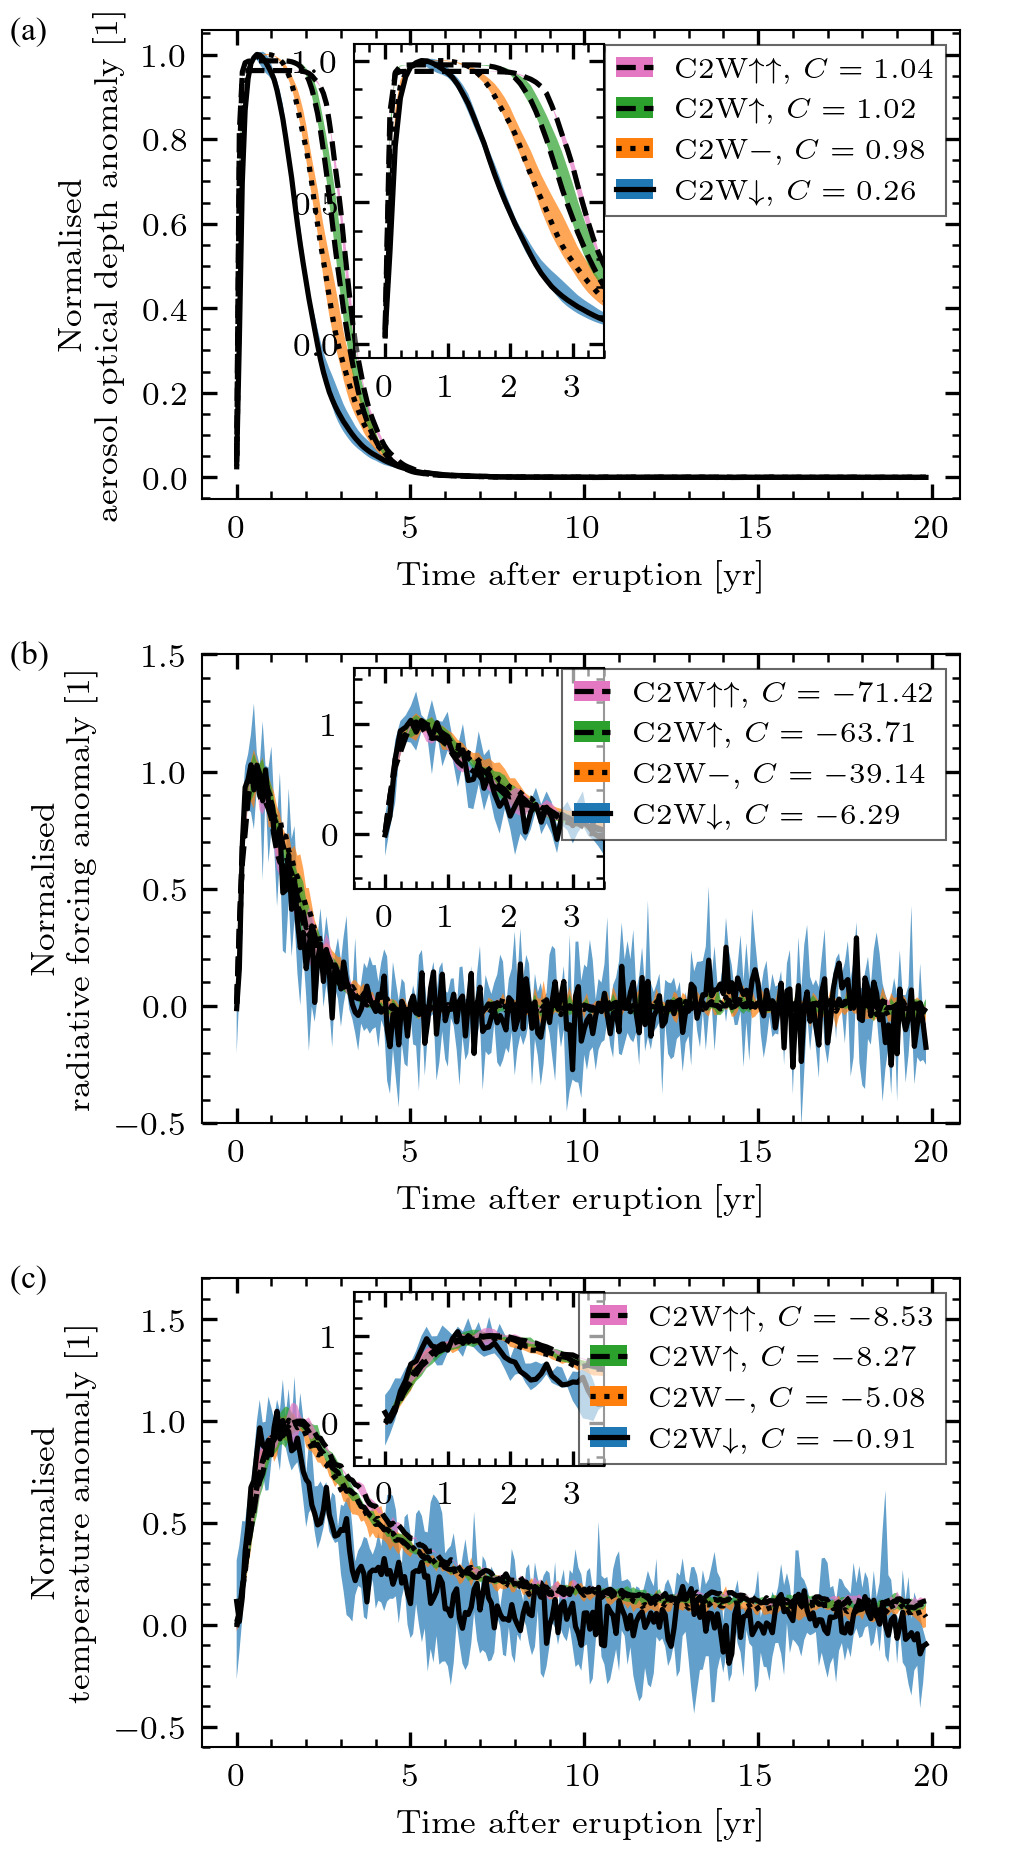 (a)
Normalised
aerosol optical depth anomaly [1]
1.0
0.8
0.6
0.4
0.2
0.0
1.0
0.5
0.0
0 1 2 3
C2W↑↑, C = 1.04
C2W↑, C = 1.02
C2W−, C = 0.98
C2W↓, C = 0.26
0 5 10 15 20
Time after eruption [yr]
(b)
Normalised
radiative forcing anomaly [1]
1.5
1.0
0.5
0.0
−0.5
1
0
0 1 2 3
C2W↑↑, C = −71.42
C2W↑, C = −63.71
C2W−, C = −39.14
C2W↓, C = −6.29
0 5 10 15 20
Time after eruption [yr]
(c)
Normalised
temperature anomaly [1]
1.5
1.0
0.5
0.0
−0.5
1
0
0 1 2 3
C2W↑↑, C = −8.53
C2W↑, C = −8.27
C2W−, C = −5.08
C2W↓, C = −0.91
0 5 10 15 20
Time after eruption [yr]